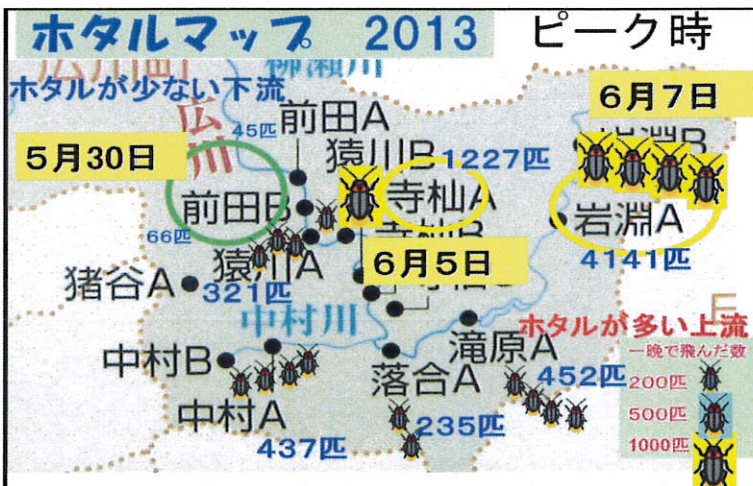 ホタルマップ 2013 ピーク時
ホタルが少ない下流
柳瀬川
広川
6月7日
5月30日
45匹
前田A
猿川B
1227匹
寺杣A
前田B
66匹
岩淵A
4141匹
猿川A
6月5日
猪谷A
321匹
中村川
ホタルが多い上流
一晩で飛んだ数
中村B
落合A
滝原A
452匹
200匹
中村A
235匹
500匹
437匹
1000匹